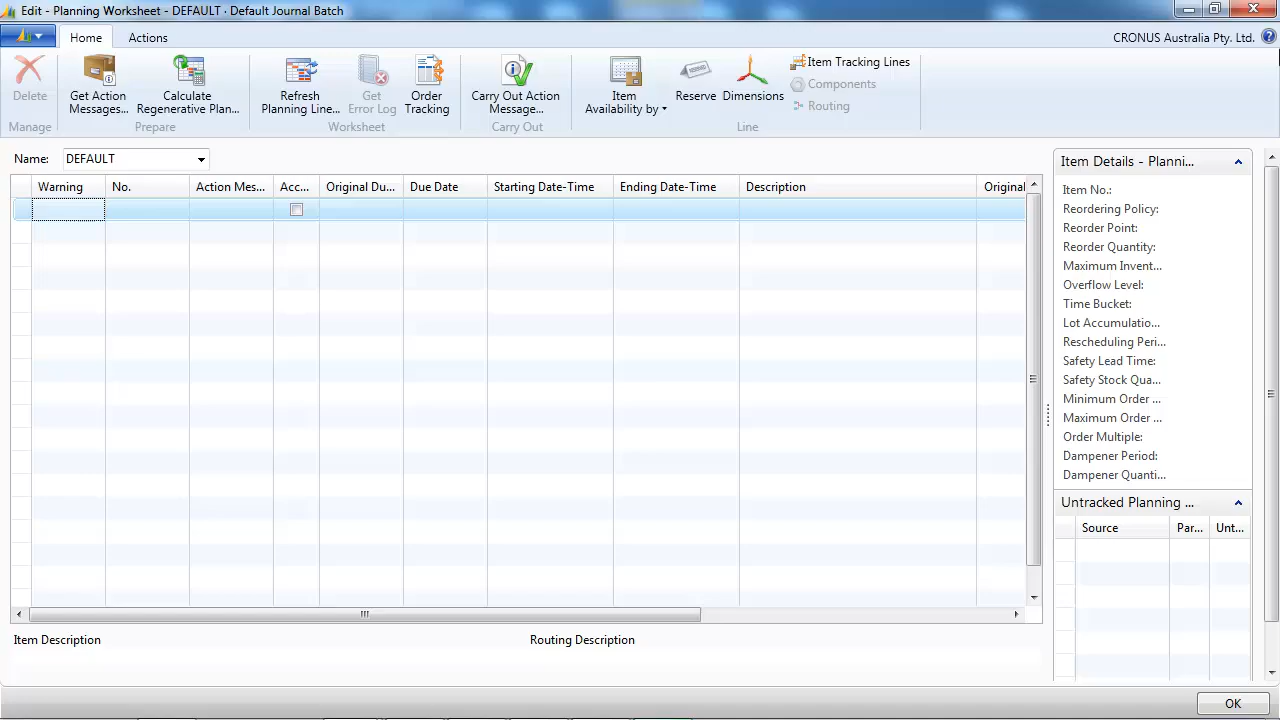 Edit - Planning Worksheet - DEFAULT · Default Journal Batch
Home
Actions
CRONUS Australia Pty. Ltd.
Delete
Get Action
Messages...
Calculate
Regenerative Plan...
Refresh
Planning Line...
Get
Error Log
Order
Tracking
Carry Out Action
Message...
Item
Availability by
Reserve
Dimensions
Item Tracking Lines
Components
Routing
Manage
Prepare
Worksheet
Carry Out
Line
Name:
DEFAULT
Warning
No.
Action Mes...
Acc...
Original Du...
Due Date
Starting Date-Time
Ending Date-Time
Description
Original
Item Description
Routing Description
Item Details - Planni...
Item No.:
Reordering Policy:
Reorder Point:
Reorder Quantity:
Maximum Invent...
Overflow Level:
Time Bucket:
Lot Accumulatio...
Rescheduling Peri...
Safety Lead Time:
Safety Stock Qua...
Minimum Order ...
Maximum Order ...
Order Multiple:
Dampener Period:
Dampener Quanti...
Untracked Planning ...
Source
Par...
Unt...
OK